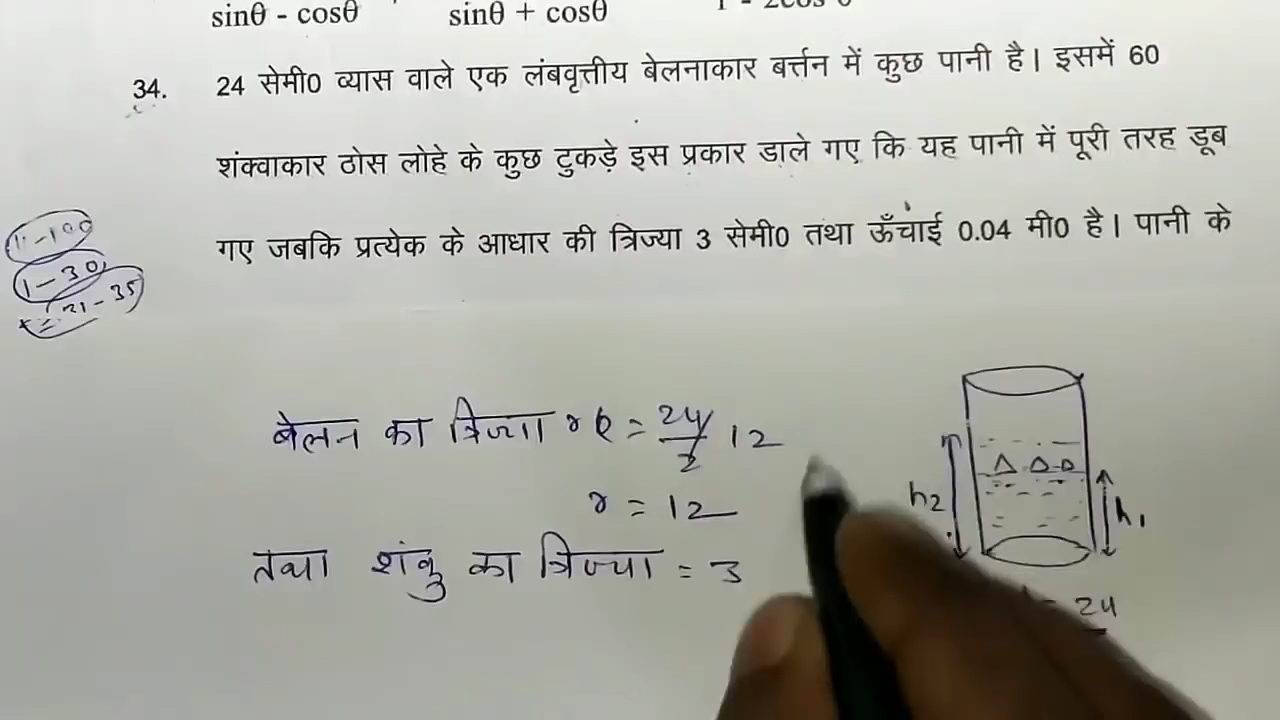 sinθ - cosθ sinθ + cosθ
34. 24 सेमी0 व्यास वाले एक लंबवृत्तीय बेलनाकार बर्त्तन में कुछ पानी है। इसमें 60
शंक्वाकार ठोस लोहे के कुछ टुकड़े इस प्रकार डाले गए कि यह पानी में पूरी तरह डूब
गए जबकि प्रत्येक के आधार की त्रिज्या 3 सेमी0 तथा ऊँचाई 0.04 मी0 है। पानी के
1-100
1-30
31-35
बेलन का त्रिज्या r = 24/2 12
r = 12
तथा शंकु का त्रिज्या = 3
h2
h1
= 24